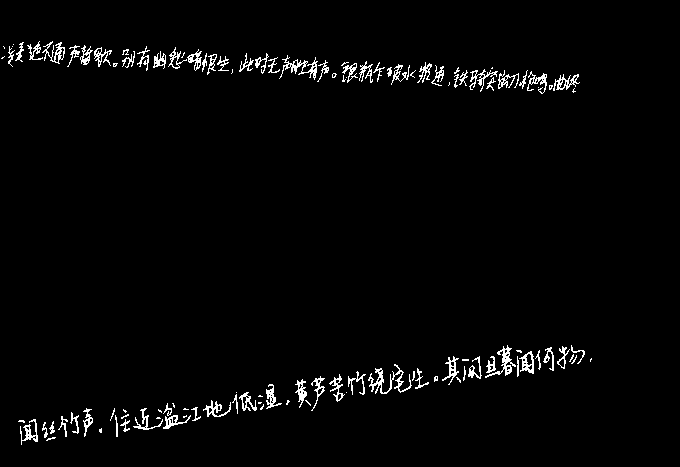 凝绝不通声暂歇。别有幽愁暗恨生，此时无声胜有声。银瓶乍破水浆迸，铁骑突出刀枪鸣。曲终
闻丝竹声。住近湓江地低湿，黄芦苦竹绕宅生。其间旦暮闻何物，